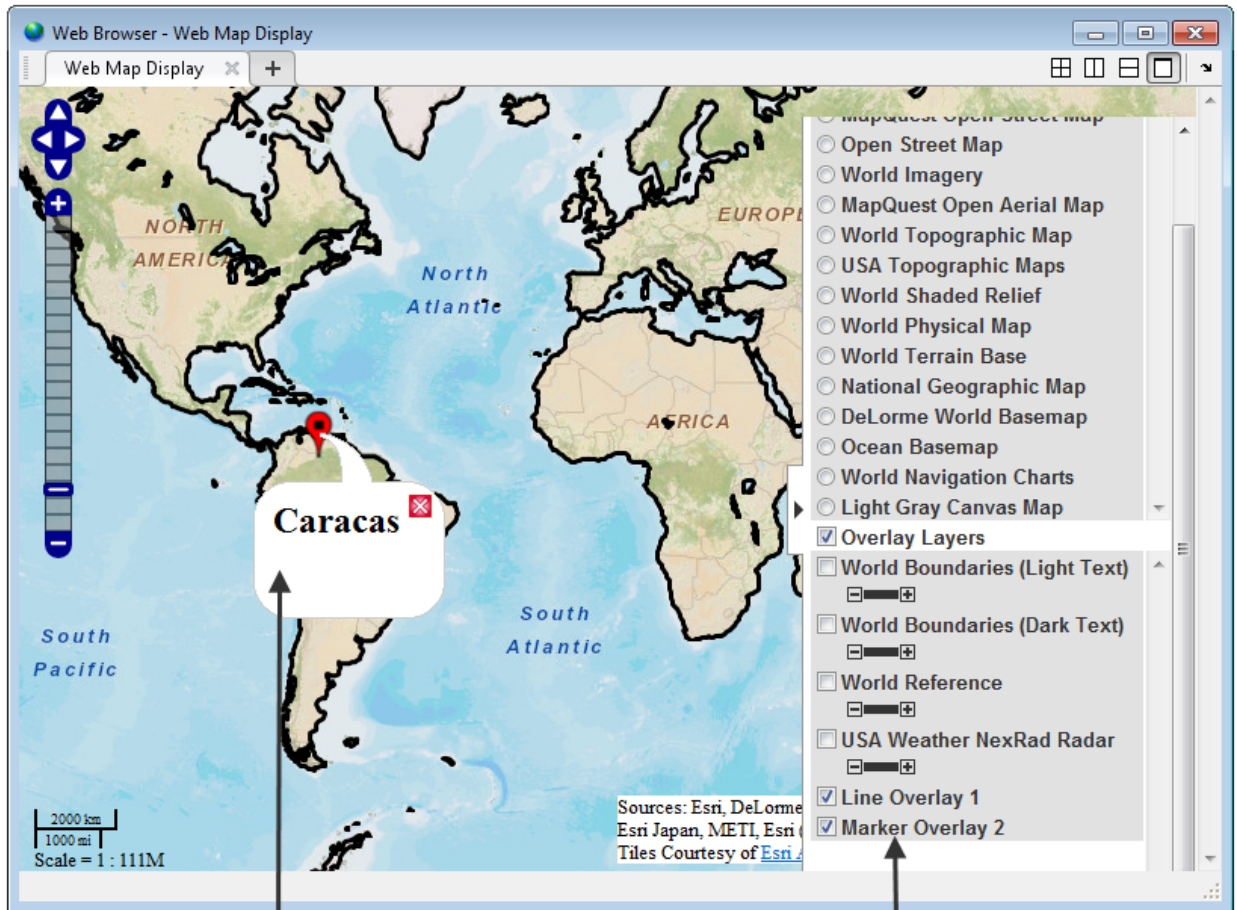 Web Browser - Web Map Display
Web Map Display
NORTH
AMERICA
North
Atlantic
EUROPE
AFRICA
Caracas
South
Pacific
South
Atlantic
2000 km
1000 mi
Scale = 1 : 111M
Sources: Esri, DeLorme
Esri Japan, METI, Esri
Tiles Courtesy of Esri
MapQuest Open Street Map
Open Street Map
World Imagery
MapQuest Open Aerial Map
World Topographic Map
USA Topographic Maps
World Shaded Relief
World Physical Map
World Terrain Base
National Geographic Map
DeLorme World Basemap
Ocean Basemap
World Navigation Charts
Light Gray Canvas Map
Overlay Layers
World Boundaries (Light Text)
World Boundaries (Dark Text)
World Reference
USA Weather NexRad Radar
Line Overlay 1
Marker Overlay 2